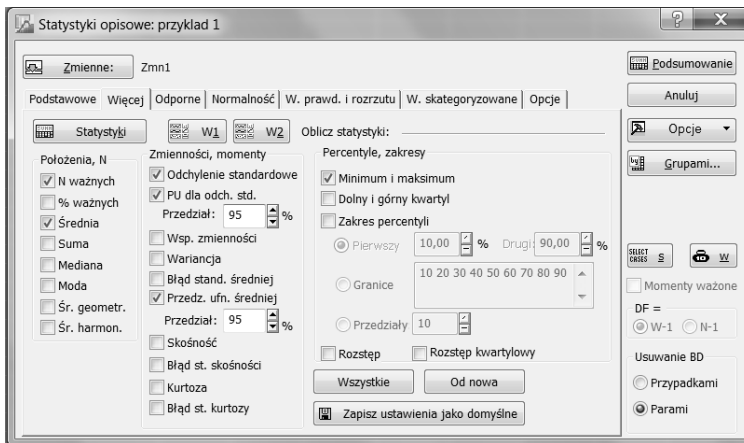 Statystyki opisowe: przykład 1
Zmienne: Zmn1
Podstawowe Więcej Odporne Normalność W. prawd. i rozrzutu W. skategoryzowane Opcje
Statystyki W1 W2 Oblicz statystyki:
Położenia, N
N ważnych
% ważnych
Średnia
Suma
Mediana
Moda
Śr. geometr.
Śr. harmon.
Zmienności, momenty
Odchylenie standardowe
PU dla odch. std.
Przedział: 95 %
Wsp. zmienności
Wariancja
Błąd stand. średniej
Przedz. ufn. średniej
Przedział: 95 %
Skośność
Błąd st. skośności
Kurtoza
Błąd st. kurtozy
Percentyle, zakresy
Minimum i maksimum
Dolny i górny kwartyl
Zakres percentyli
Pierwszy 10,00 % Drugi: 90,00 %
Granice 10 20 30 40 50 60 70 80 90
Przedziały 10
Rozstęp Rozstęp kwartylowy
Wszystkie Od nowa
Zapisz ustawienia jako domyślne
Podsumowanie
Anuluj
Opcje
Grupami...
SELECT CASES S W
Momenty ważone
DF =
W-1 N-1
Usuwanie BD
Przypadkami
Parami